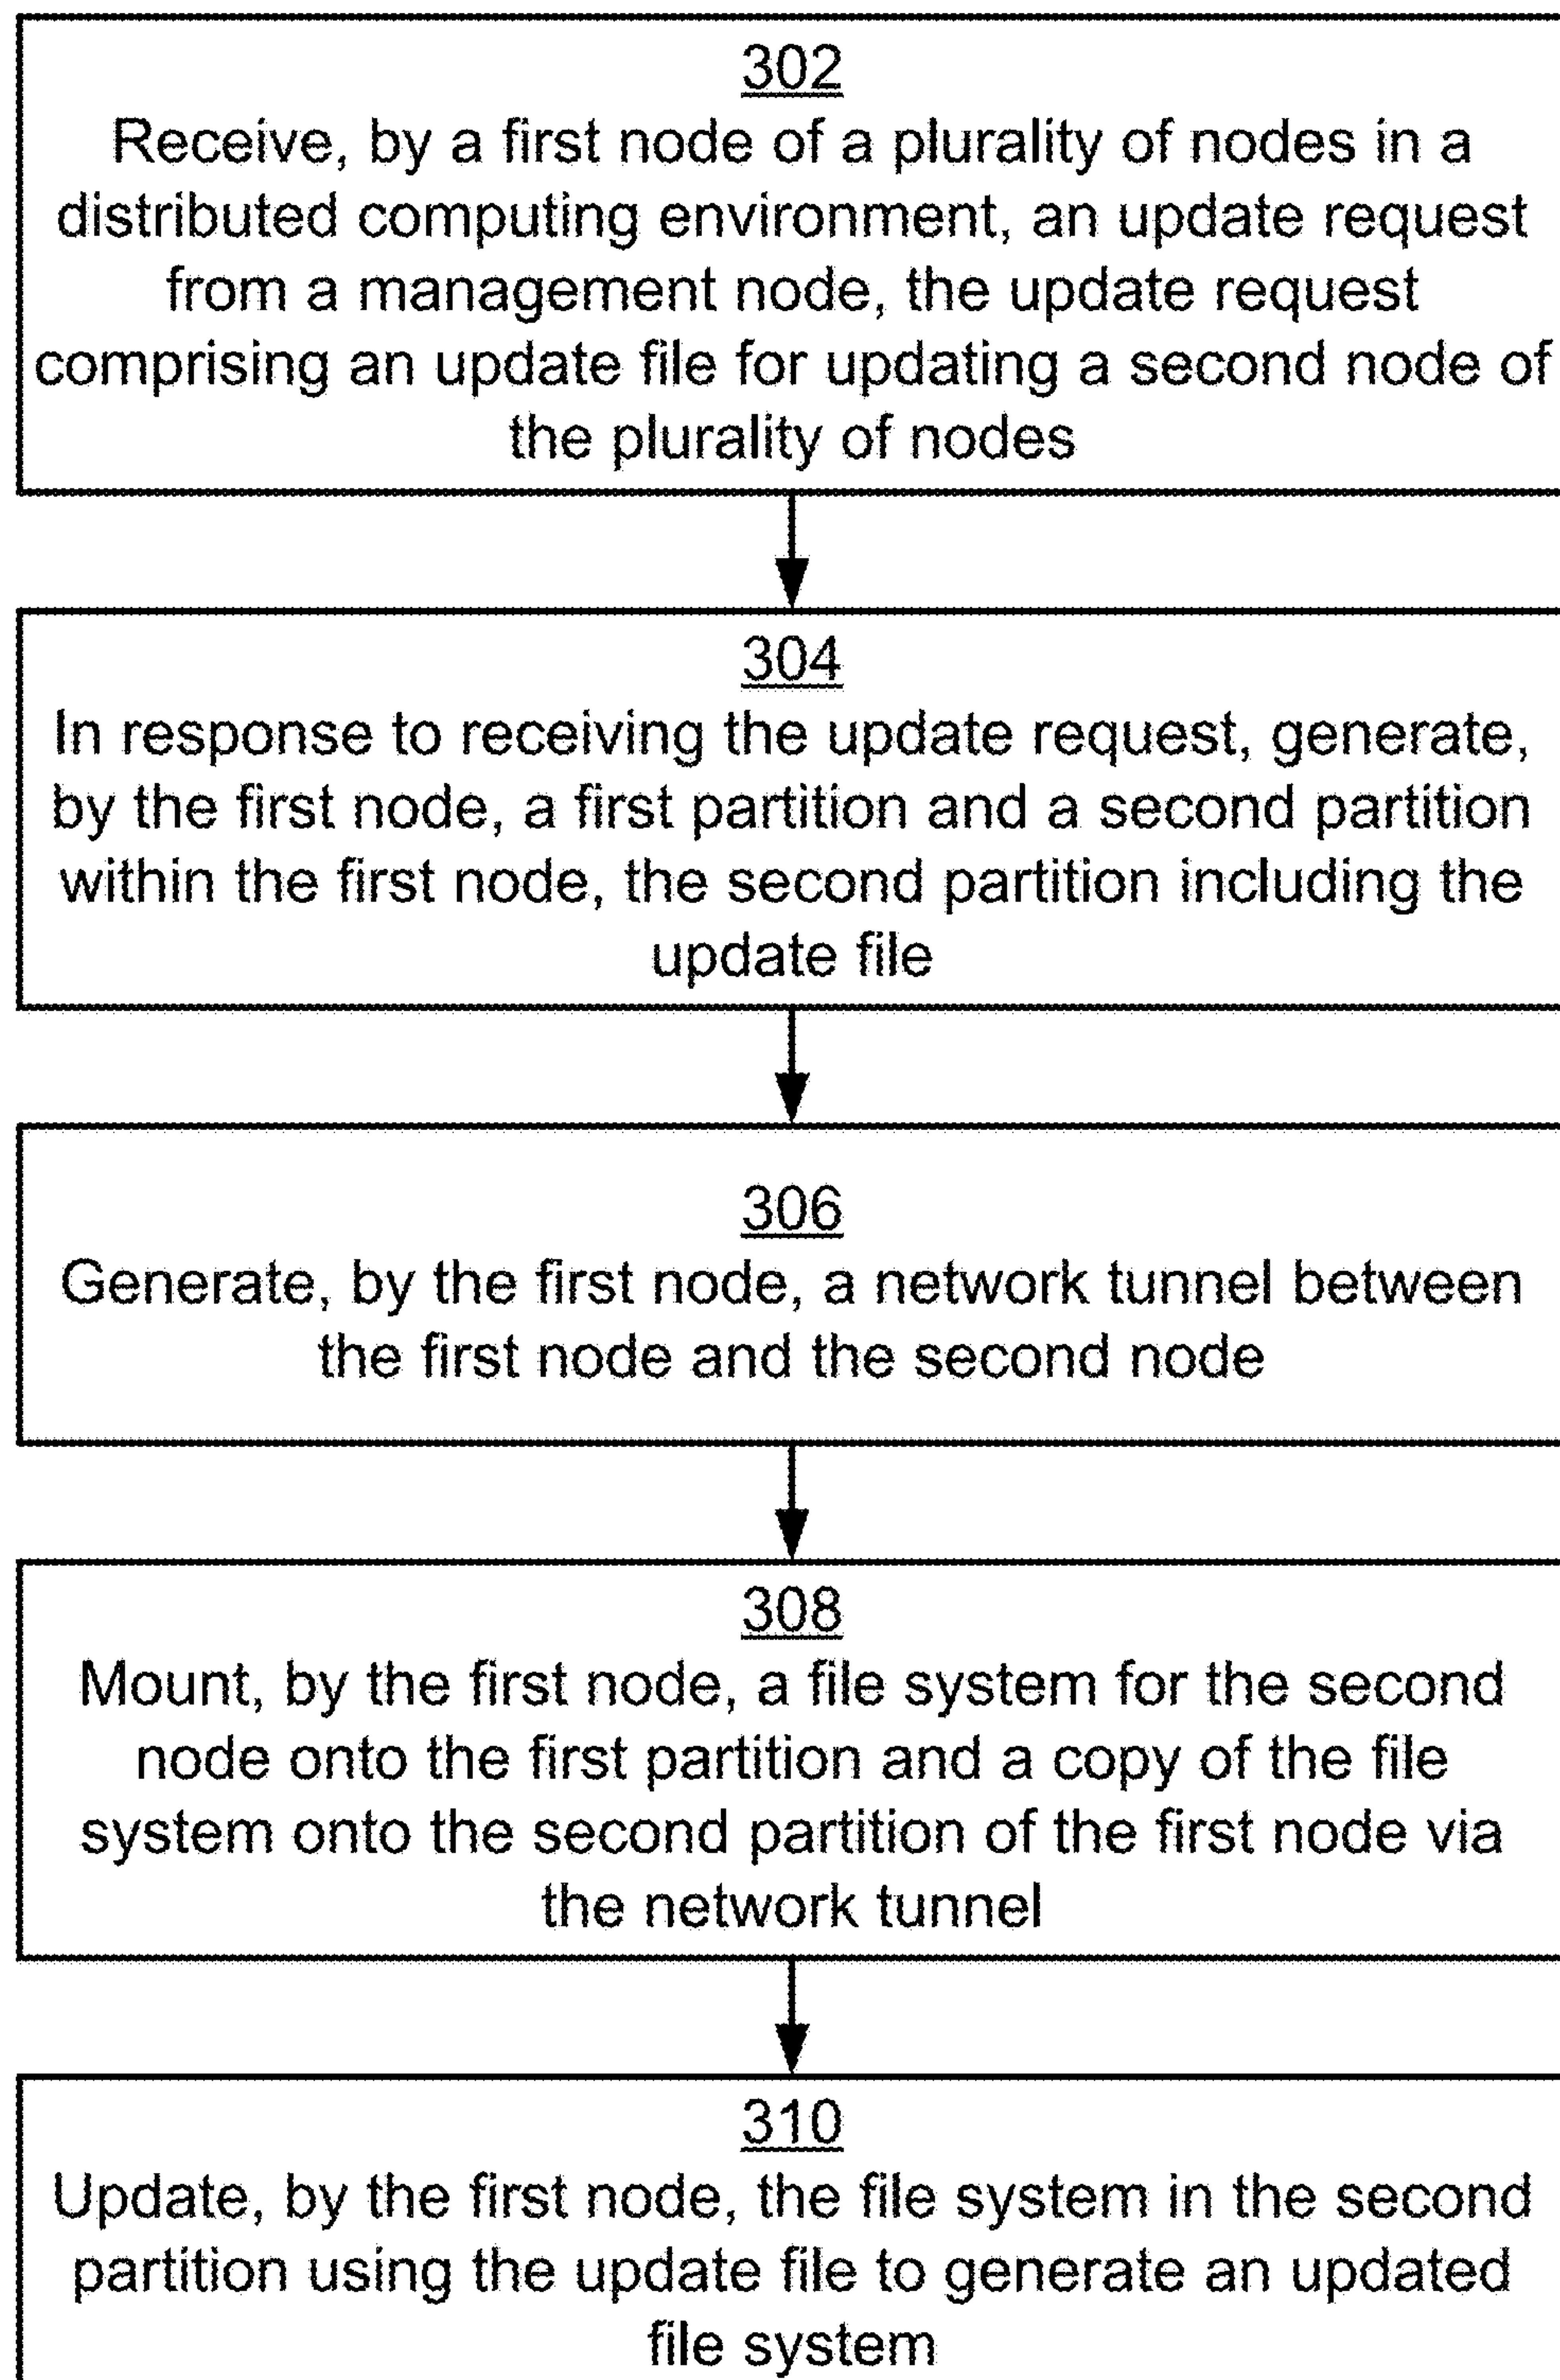 302
Receive, by a first node of a plurality of nodes in a
distributed computing environment, an update request
from a management node, the update request
comprising an update file for updating a second node of
the plurality of nodes
304
In response to receiving the update request, generate,
by the first node, a first partition and a second partition
within the first node, the second partition including the
update file
306
Generate, by the first node, a network tunnel between
the first node and the second node
308
Mount, by the first node, a file system for the second
node onto the first partition and a copy of the file
system onto the second partition of the first node via
the network tunnel
310
Update, by the first node, the file system in the second
partition using the update file to generate an updated
file system